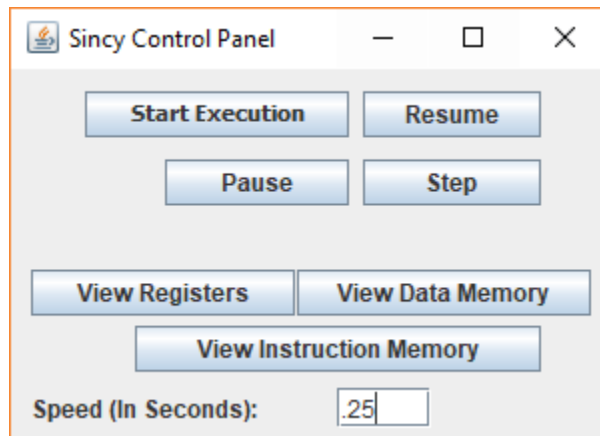 Sincy Control Panel
Start Execution Resume
Pause Step
View Registers View Data Memory
View Instruction Memory
Speed (In Seconds): .25